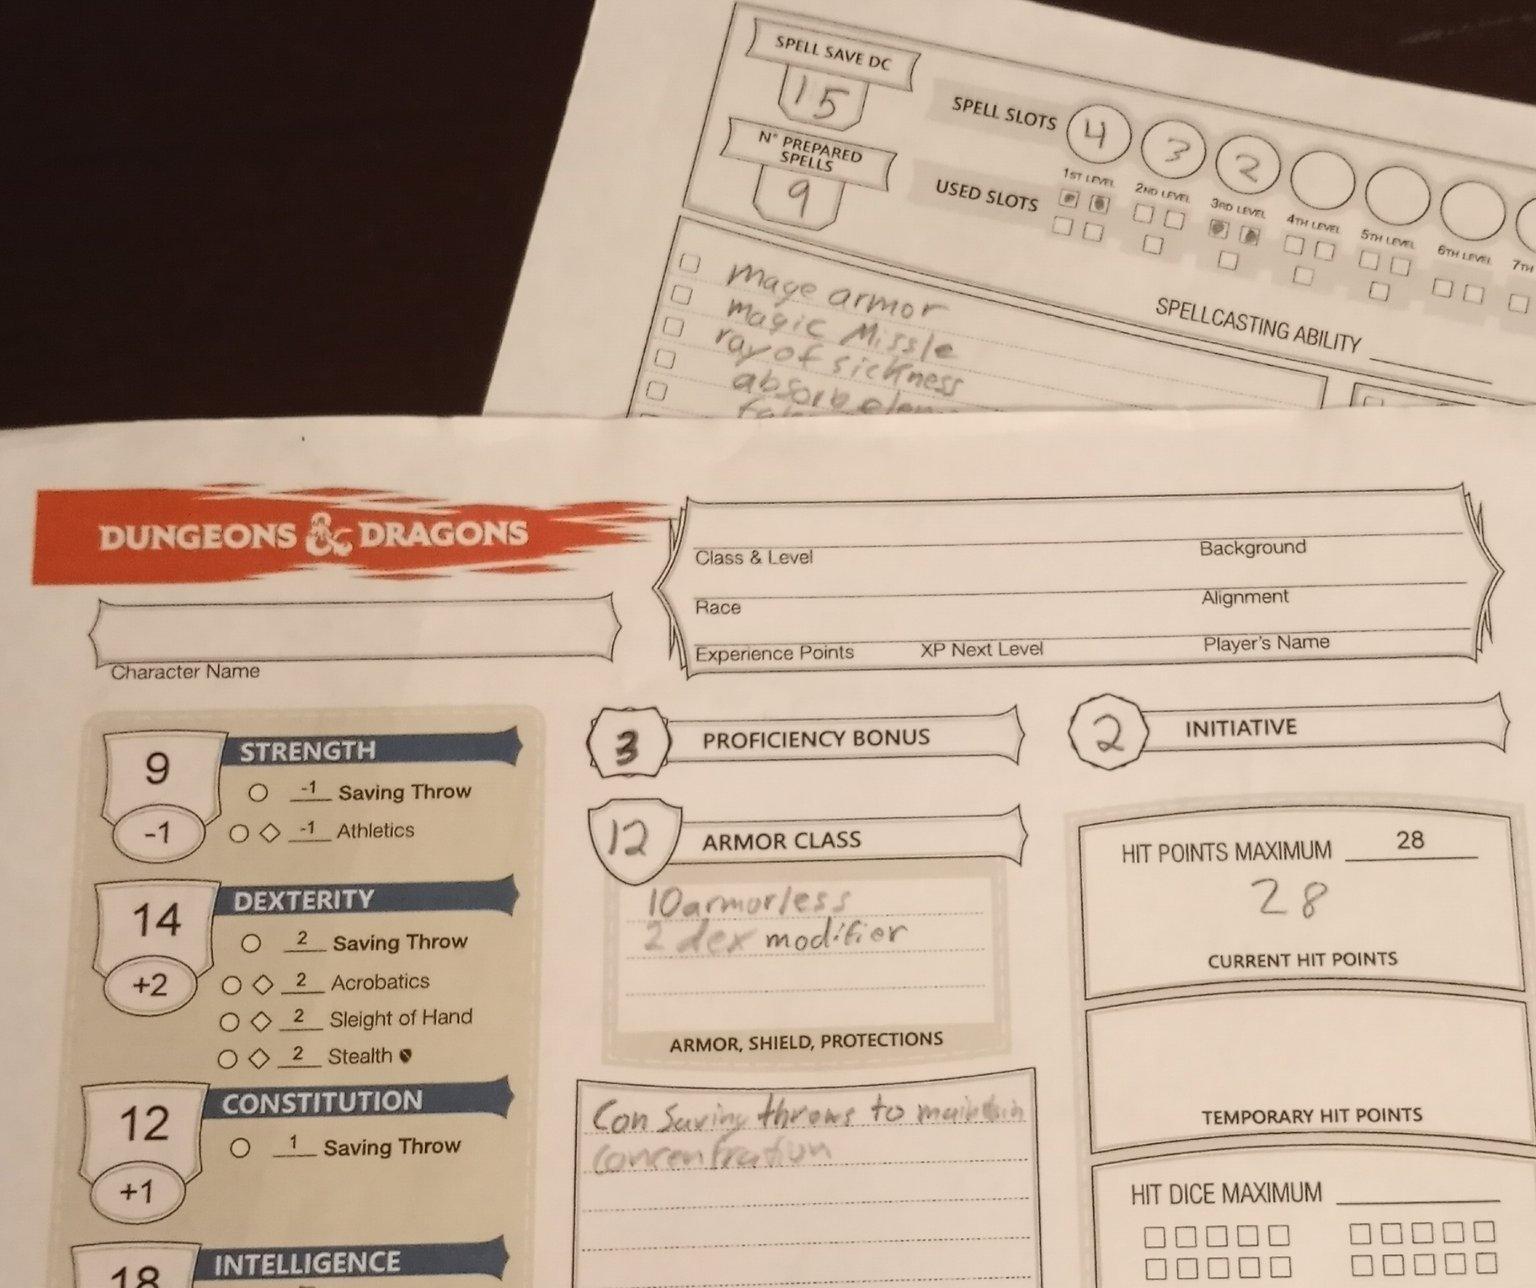 SPELL SAVE DC
15
N° PREPARED
SPELLS
9
SPELL SLOTS 4 3 2
1ST LEVEL 2ND LEVEL 3RD LEVEL 4TH LEVEL 5TH LEVEL 6TH LEVEL 7TH
USED SLOTS
SPELLCASTING ABILITY
mage armor
magic Missle
ray of sickness
absorb
DUNGEONS & DRAGONS
Class & Level Background
Race Alignment
Experience Points XP Next Level Player's Name
Character Name
9 STRENGTH
-1 Saving Throw
-1 -1 Athletics
14 DEXTERITY
2 Saving Throw
+2 2 Acrobatics
2 Sleight of Hand
2 Stealth
12 CONSTITUTION
1 Saving Throw
+1
18 INTELLIGENCE
3 PROFICIENCY BONUS
12 ARMOR CLASS
10 armorless
2 dex modifier
ARMOR, SHIELD, PROTECTIONS
Con Saving throws to maintain
concentration
2 INITIATIVE
HIT POINTS MAXIMUM 28
28
CURRENT HIT POINTS
TEMPORARY HIT POINTS
HIT DICE MAXIMUM